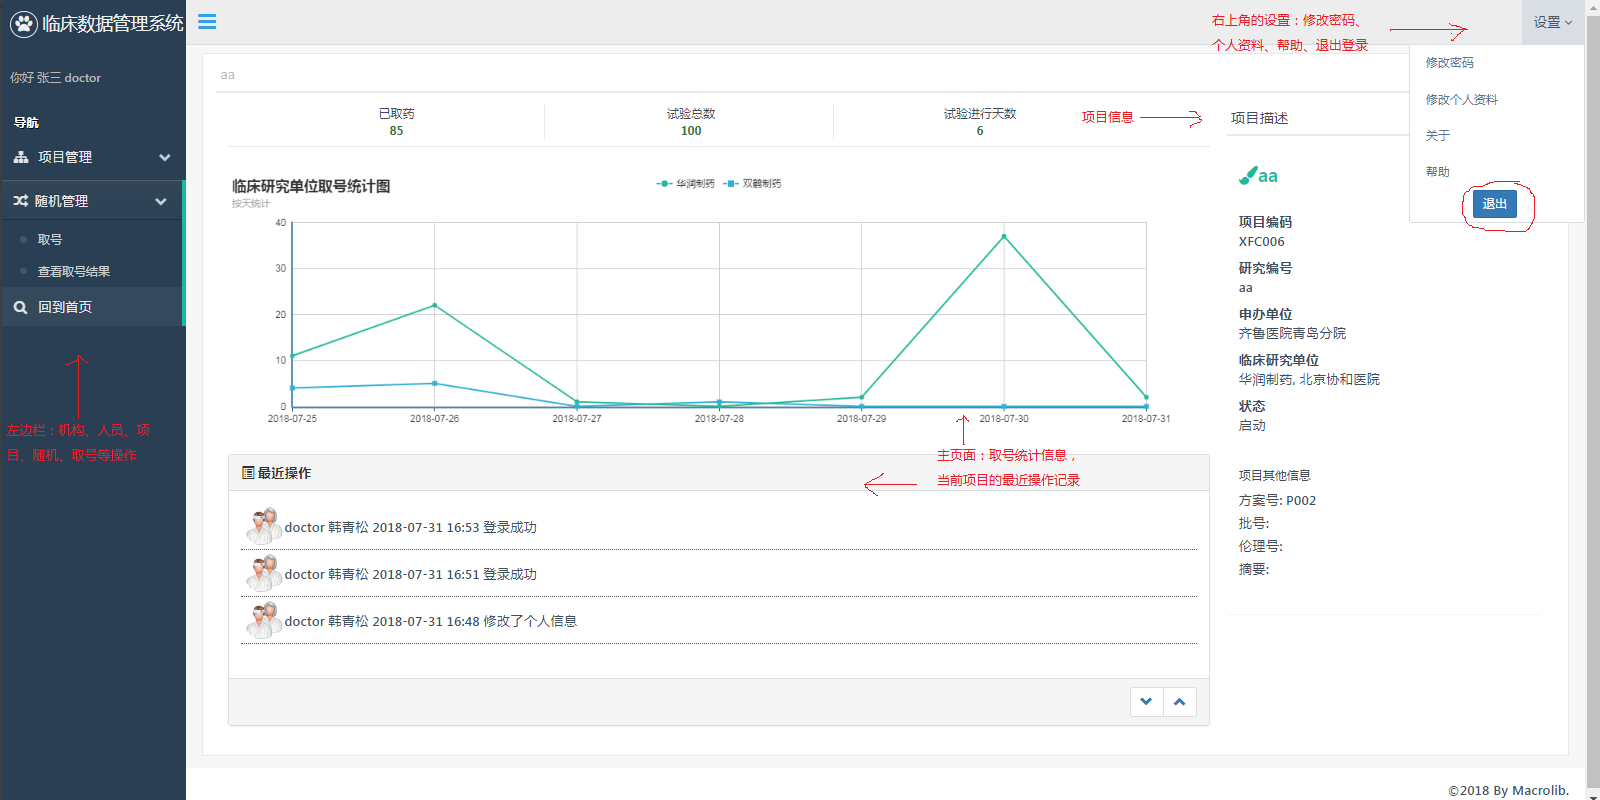 临床数据管理系统
你好 张三 doctor
导航
项目管理
随机管理
取号
查看取号结果
回到首页
左边栏：机构、人员、项
目、随机、取号等操作
右上角的设置：修改密码、
个人资料、帮助、退出登录
设置
修改密码
修改个人资料
关于
帮助
退出
aa
已取药
85
试验总数
100
试验进行天数
6
项目信息
临床研究单位取号统计图
按天统计
华润制药
双鹤制药
40
30
20
10
0
2018-07-25
2018-07-26
2018-07-27
2018-07-28
2018-07-29
2018-07-30
2018-07-31
主页面：取号统计信息，
当前项目的最近操作记录
最近操作
doctor 韩青松 2018-07-31 16:53 登录成功
doctor 韩青松 2018-07-31 16:51 登录成功
doctor 韩青松 2018-07-31 16:48 修改了个人信息
项目描述
aa
项目编码
XFC006
研究编号
aa
申办单位
齐鲁医院青岛分院
临床研究单位
华润制药, 北京协和医院
状态
启动
项目其他信息
方案号: P002
批号:
伦理号:
摘要:
©2018 By Macrolib.